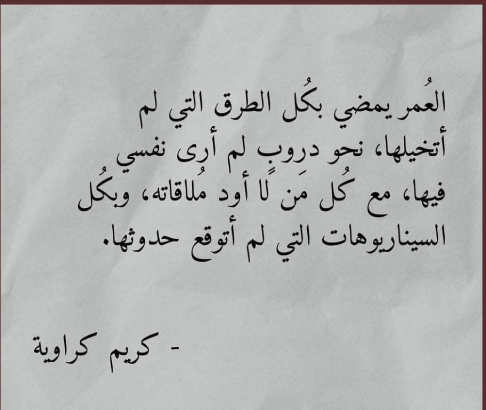 العُمر يمضي بكُل الطرق التي لم
أتخيلها، نحو دروبٍ لم أرى نفسي
فيها، مع كُل مَن لا أود مُلاقاته، وبكُل
السيناريوهات التي لم أتوقع حدوثها.
- كريم كراوية